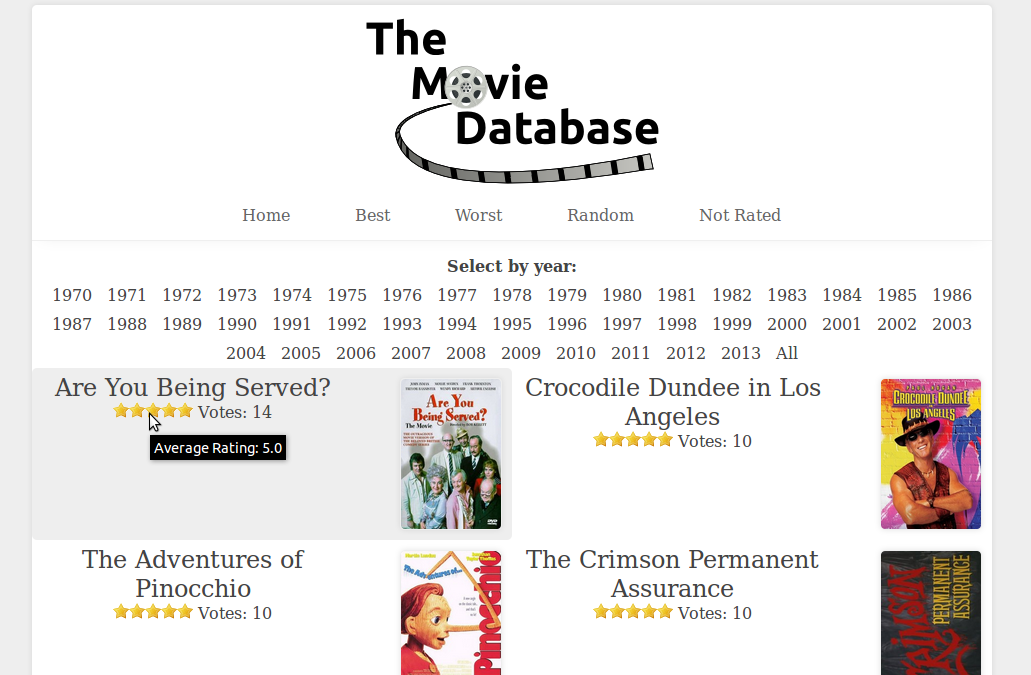 The
Movie
Database
Home Best Worst Random Not Rated
Select by year:
1970 1971 1972 1973 1974 1975 1976 1977 1978 1979 1980 1981 1982 1983 1984 1985 1986
1987 1988 1989 1990 1991 1992 1993 1994 1995 1996 1997 1998 1999 2000 2001 2002 2003
2004 2005 2006 2007 2008 2009 2010 2011 2012 2013 All
Are You Being Served?
Votes: 14
Average Rating: 5.0
Are You
Being Served?
The Movie
DVD
Crocodile Dundee in Los
Angeles
Votes: 10
CROCODILE DUNDEE
IN
LOS ANGELES
The Adventures of
Pinocchio
Votes: 10
The Adventures of...
Pinocchio
The Crimson Permanent
Assurance
Votes: 10
CRIMSON
PERMANENT
ASSURANCE